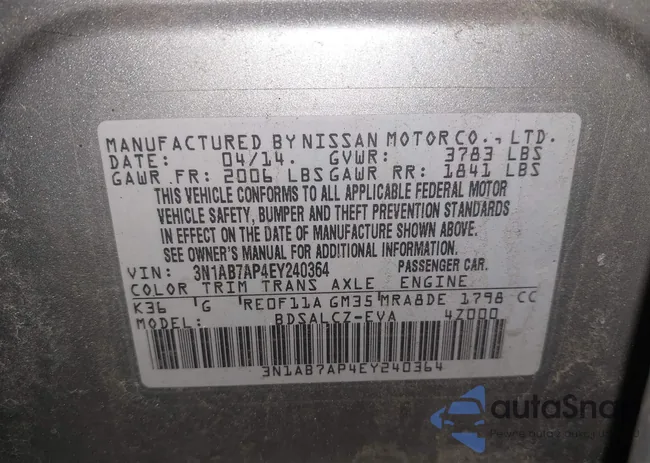 MANUFACTURED BY NISSAN MOTOR CO., LTD.
DATE: 04/14. GVWR: 3783 LBS
GAWR FR: 2006 LBS GAWR RR: 1841 LBS
THIS VEHICLE CONFORMS TO ALL APPLICABLE FEDERAL MOTOR
VEHICLE SAFETY, BUMPER AND THEFT PREVENTION STANDARDS
IN EFFECT ON THE DATE OF MANUFACTURE SHOWN ABOVE.
SEE OWNER'S MANUAL FOR ADDITIONAL INFORMATION.
VIN: 3N1AB7AP4EY240364 PASSENGER CAR.
COLOR TRIM TRANS AXLE ENGINE
K36 'G RE0F11A GM35 MRA8DE 1798 CC
MODEL: BDSALCZ-EVA 4Z000
3N1AB7AP4EY240364
autoSna